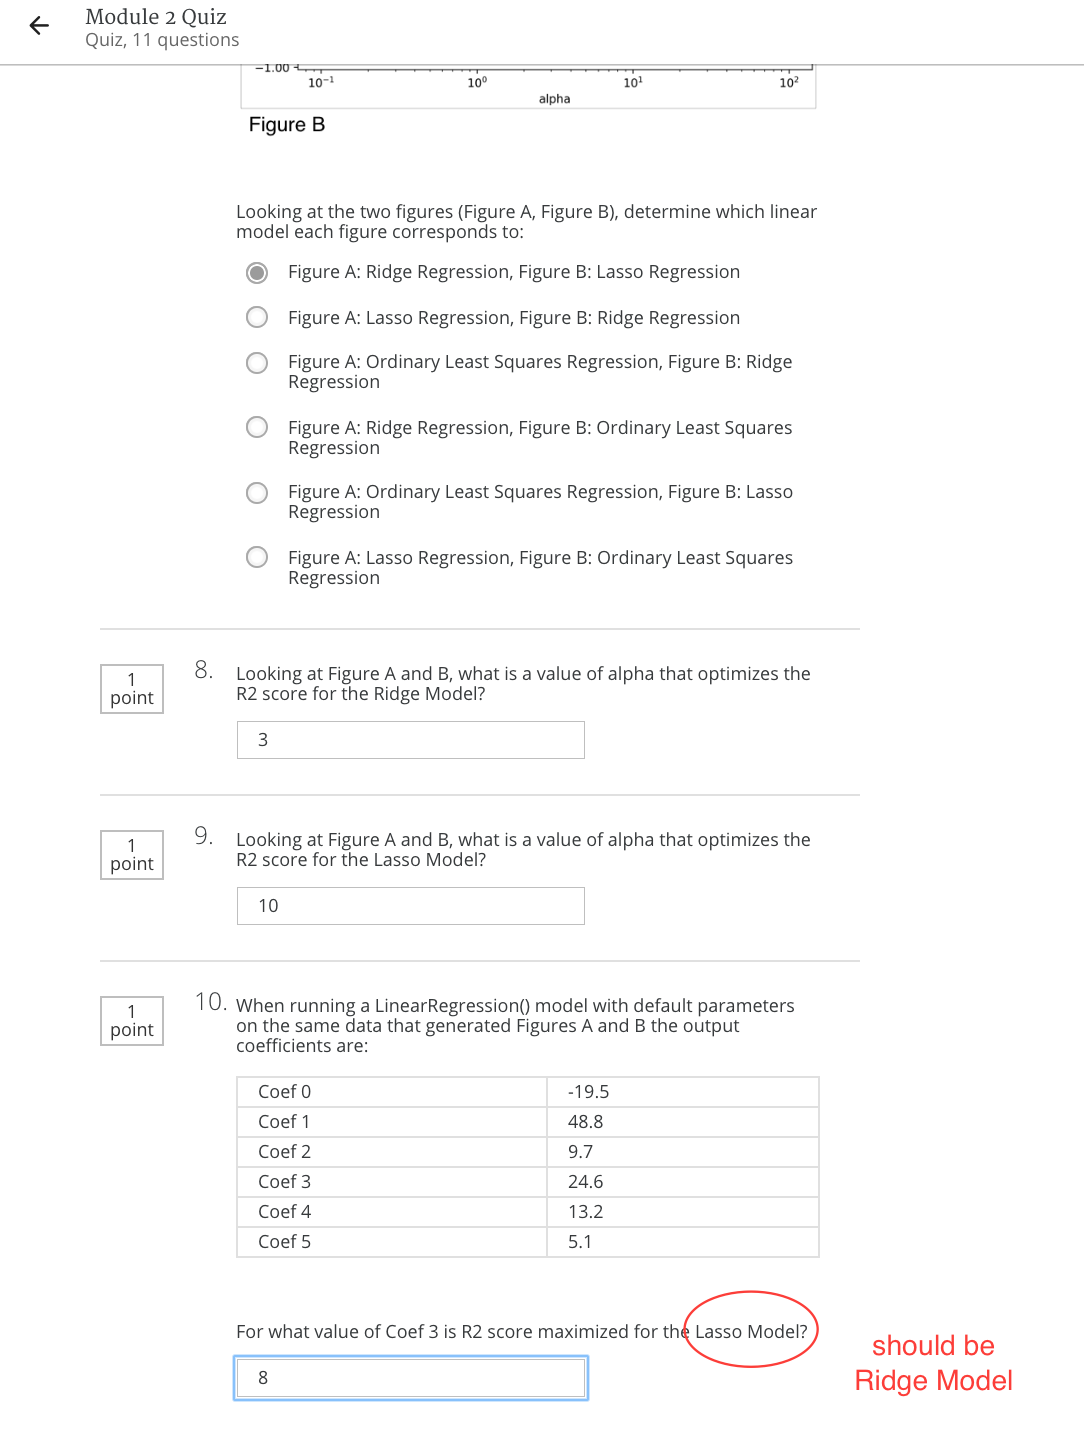 Module 2 Quiz
Quiz, 11 questions
−1.00
10⁻¹ 10⁰ 10¹ 10²
alpha
Figure B
Looking at the two figures (Figure A, Figure B), determine which linear
model each figure corresponds to:
Figure A: Ridge Regression, Figure B: Lasso Regression
Figure A: Lasso Regression, Figure B: Ridge Regression
Figure A: Ordinary Least Squares Regression, Figure B: Ridge
Regression
Figure A: Ridge Regression, Figure B: Ordinary Least Squares
Regression
Figure A: Ordinary Least Squares Regression, Figure B: Lasso
Regression
Figure A: Lasso Regression, Figure B: Ordinary Least Squares
Regression
1
point
8. Looking at Figure A and B, what is a value of alpha that optimizes the
R2 score for the Ridge Model?
3
1
point
9. Looking at Figure A and B, what is a value of alpha that optimizes the
R2 score for the Lasso Model?
10
1
point
10. When running a LinearRegression() model with default parameters
on the same data that generated Figures A and B the output
coefficients are:
Coef 0 -19.5
Coef 1 48.8
Coef 2 9.7
Coef 3 24.6
Coef 4 13.2
Coef 5 5.1
For what value of Coef 3 is R2 score maximized for the Lasso Model?
should be
Ridge Model
8